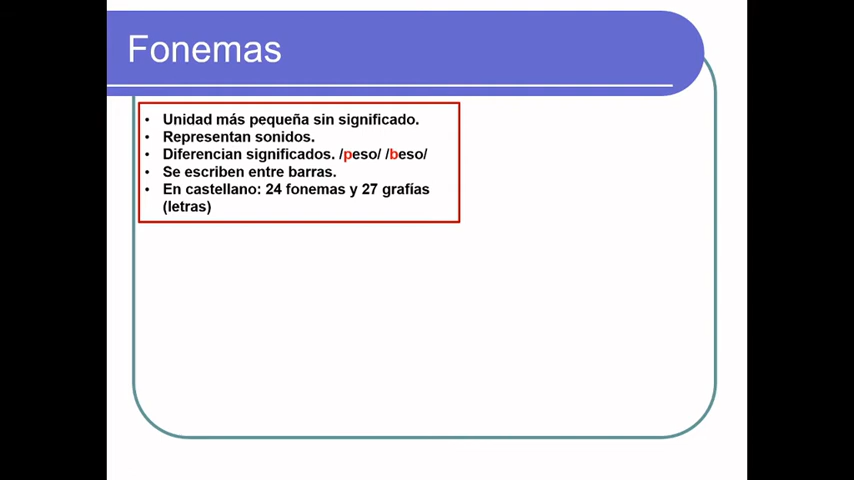 Fonemas
• Unidad más pequeña sin significado.
• Representan sonidos.
• Diferencian significados. /peso/ /beso/
• Se escriben entre barras.
• En castellano: 24 fonemas y 27 grafías
(letras)